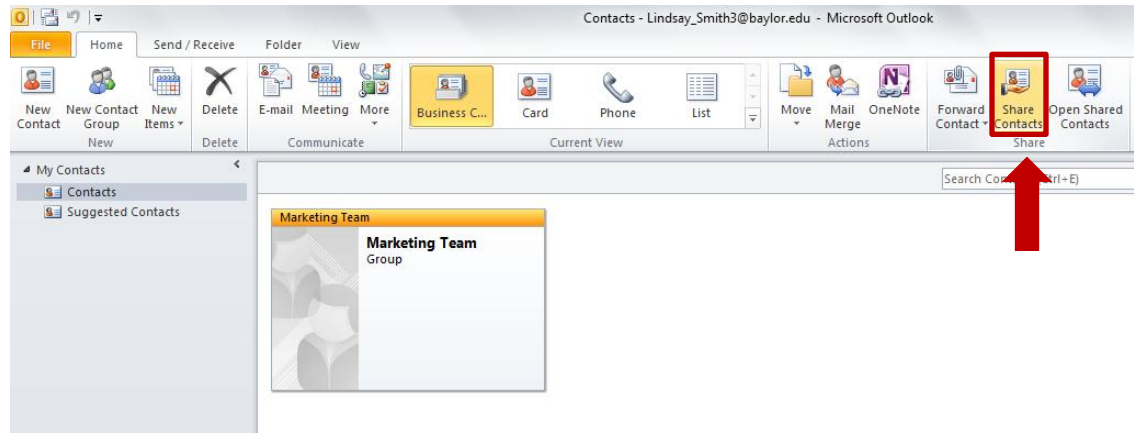 Contacts - Lindsay_Smith3@baylor.edu - Microsoft Outlook
File Home Send / Receive Folder View
New Contact
New Contact Group
New Items
Delete
E-mail
Meeting
More
Business C...
Card
Phone
List
Move
Mail Merge
OneNote
Forward Contact
Share Contacts
Open Shared Contacts
New Delete Communicate Current View Actions Share
My Contacts
Contacts
Suggested Contacts
Search Con trl+E)
Marketing Team
Marketing Team
Group